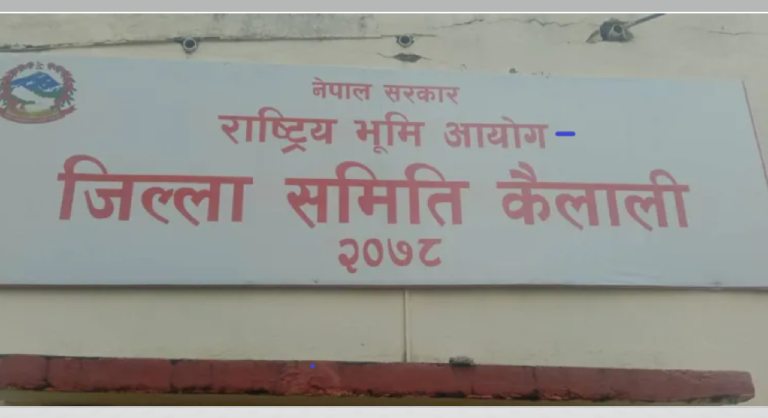 नेपाल सरकार
राष्ट्रिय भूमि आयोग
जिल्ला समिति कैलाली
२०७८